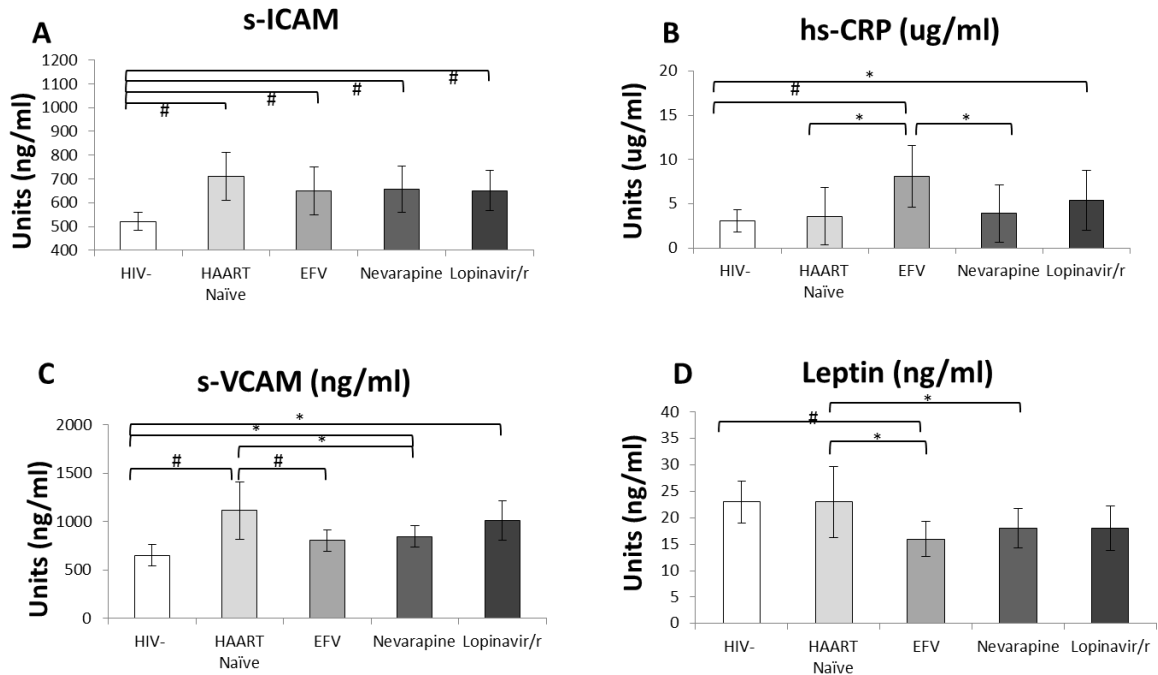 A
s-ICAM
Units (ng/ml)
1200
1100
1000
900
800
700
600
500
400
#
#
#
#
HIV-
HAART
Naïve
EFV
Nevarapine
Lopinavir/r
B
hs-CRP (ug/ml)
Units (ug/ml)
20
15
10
5
0
*
#
*
*
HIV-
HAART
Naïve
EFV
Nevarapine
Lopinavir/r
C
s-VCAM (ng/ml)
Units (ng/ml)
2000
1500
1000
500
0
*
*
*
#
#
HIV-
HAART
Naïve
EFV
Nevarapine
Lopinavir/r
D
Leptin (ng/ml)
Units (ng/ml)
40
35
30
25
20
15
10
5
0
*
#
*
HIV-
HAART
Naïve
EFV
Nevarapine
Lopinavir/r